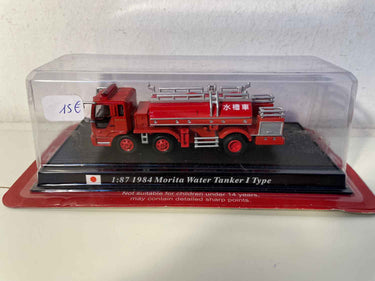 15€
水槽車
1:87 1984 Morita Water Tanker I Type
Not suitable for children under 14 years,
may contain detailed sharp points.